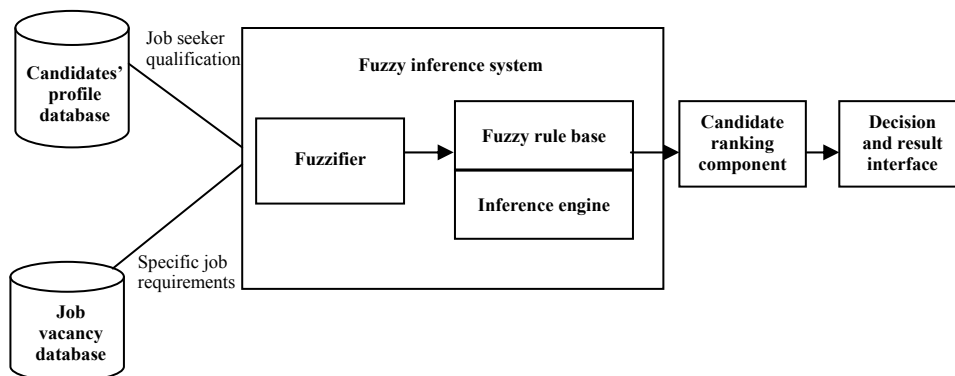 Job seeker
qualification
Candidates’
profile
database
Fuzzy inference system
Fuzzifier
Fuzzy rule base
Inference engine
Candidate
ranking
component
Decision
and result
interface
Specific job
requirements
Job
vacancy
database